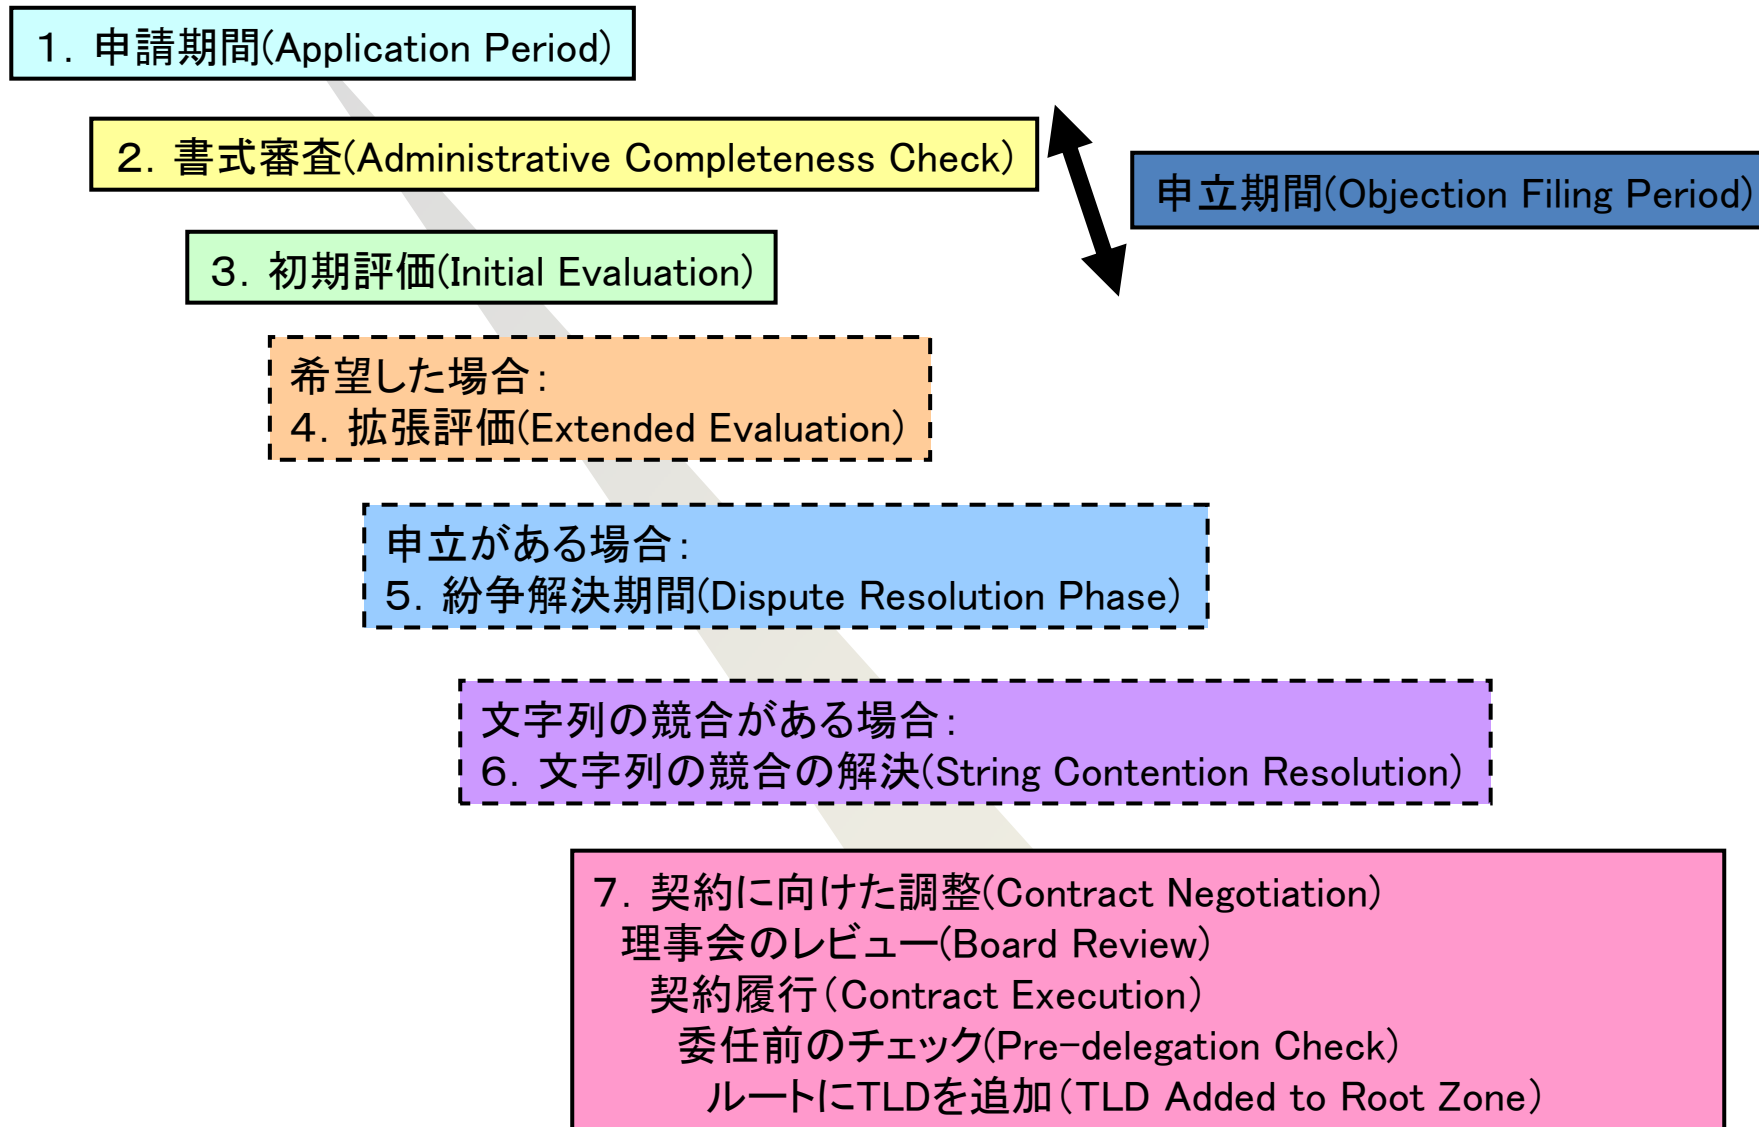 1. 申請期間(Application Period)
2. 書式審査(Administrative Completeness Check)
申立期間(Objection Filing Period)
3. 初期評価(Initial Evaluation)
希望した場合:
4. 拡張評価(Extended Evaluation)
申立がある場合:
5. 紛争解決期間(Dispute Resolution Phase)
文字列の競合がある場合:
6. 文字列の競合の解決(String Contention Resolution)
7. 契約に向けた調整(Contract Negotiation)
理事会のレビュー(Board Review)
契約履行(Contract Execution)
委任前のチェック(Pre-delegation Check)
ルートにTLDを追加(TLD Added to Root Zone)